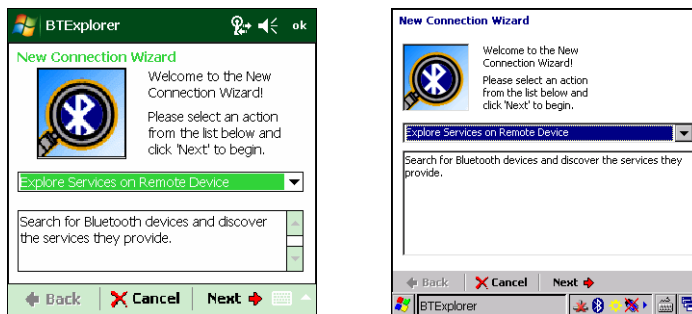 BTExplorer
ok
New Connection Wizard
Welcome to the New
Connection Wizard!
Please select an action
from the list below and
click 'Next' to begin.
Explore Services on Remote Device
Search for Bluetooth devices and discover
the services they provide.
Back
Cancel
Next
New Connection Wizard
Welcome to the New
Connection Wizard!
Please select an action
from the list below and
click 'Next' to begin.
Explore Services on Remote Device
Search for Bluetooth devices and discover the services they
provide.
Back
Cancel
Next
BTExplorer